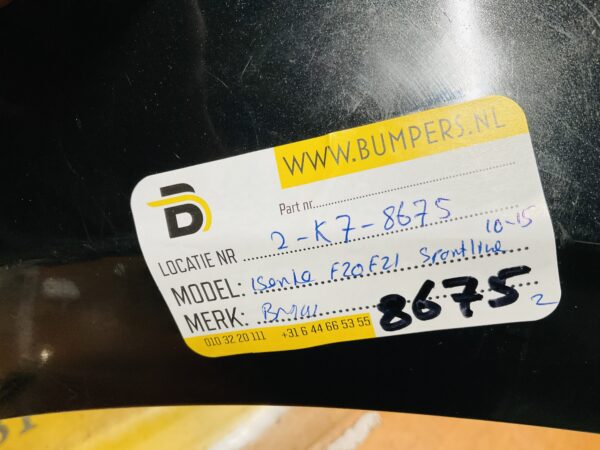 WWW.BUMPERS.NL
B
Part nr.
LOCATIE NR 2-K7-8675
10-15
MODEL: 1serie F20F21 Sportline
MERK: BMW 8675 2
010 32 20 111 +31 6 44 66 53 55